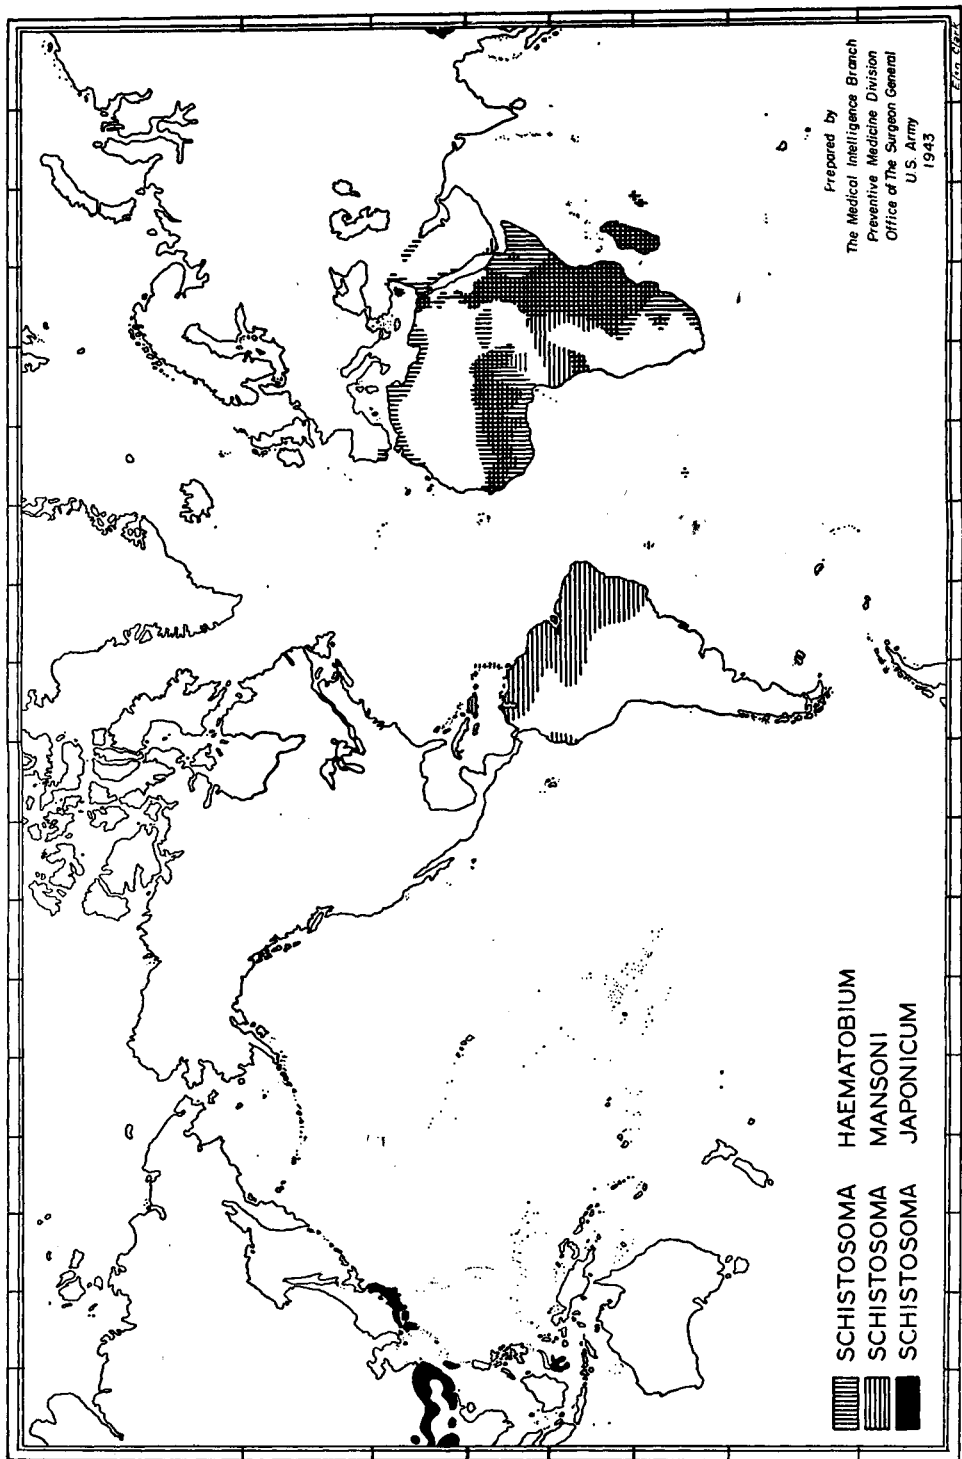 Prepared by
The Medical Intelligence Branch
Preventive Medicine Division
Office of The Surgeon General
U.S. Army
1943
SCHISTOSOMA HAEMATOBIUM
SCHISTOSOMA MANSONI
SCHISTOSOMA JAPONICUM
Clark